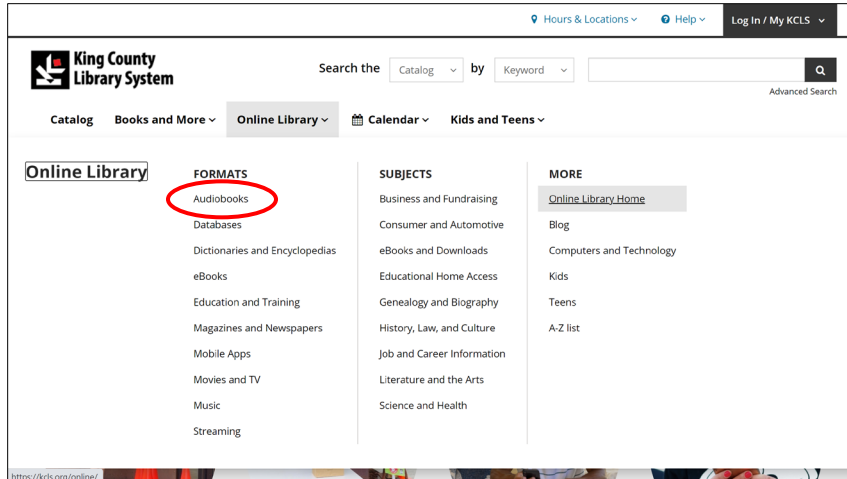 Hours & Locations
Help
Log In / My KCLS
King County
Library System
Search the Catalog by Keyword
Advanced Search
Catalog Books and More Online Library Calendar Kids and Teens
Online Library
FORMATS
Audiobooks
Databases
Dictionaries and Encyclopedias
eBooks
Education and Training
Magazines and Newspapers
Mobile Apps
Movies and TV
Music
Streaming
SUBJECTS
Business and Fundraising
Consumer and Automotive
eBooks and Downloads
Educational Home Access
Genealogy and Biography
History, Law, and Culture
Job and Career Information
Literature and the Arts
Science and Health
MORE
Online Library Home
Blog
Computers and Technology
Kids
Teens
A-Z list
https://kcls.org/online/